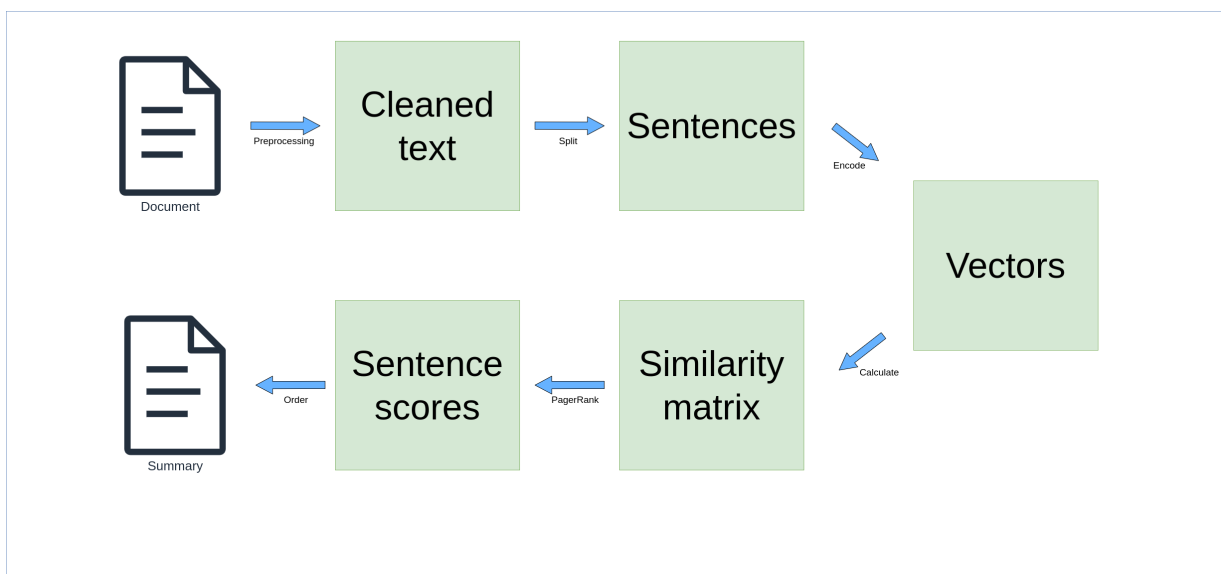 Cleaned
text
Sentences
Preprocessing
Split
Encode
Document
Vectors
Sentence
scores
Similarity
matrix
Calculate
Order
PagerRank
Summary